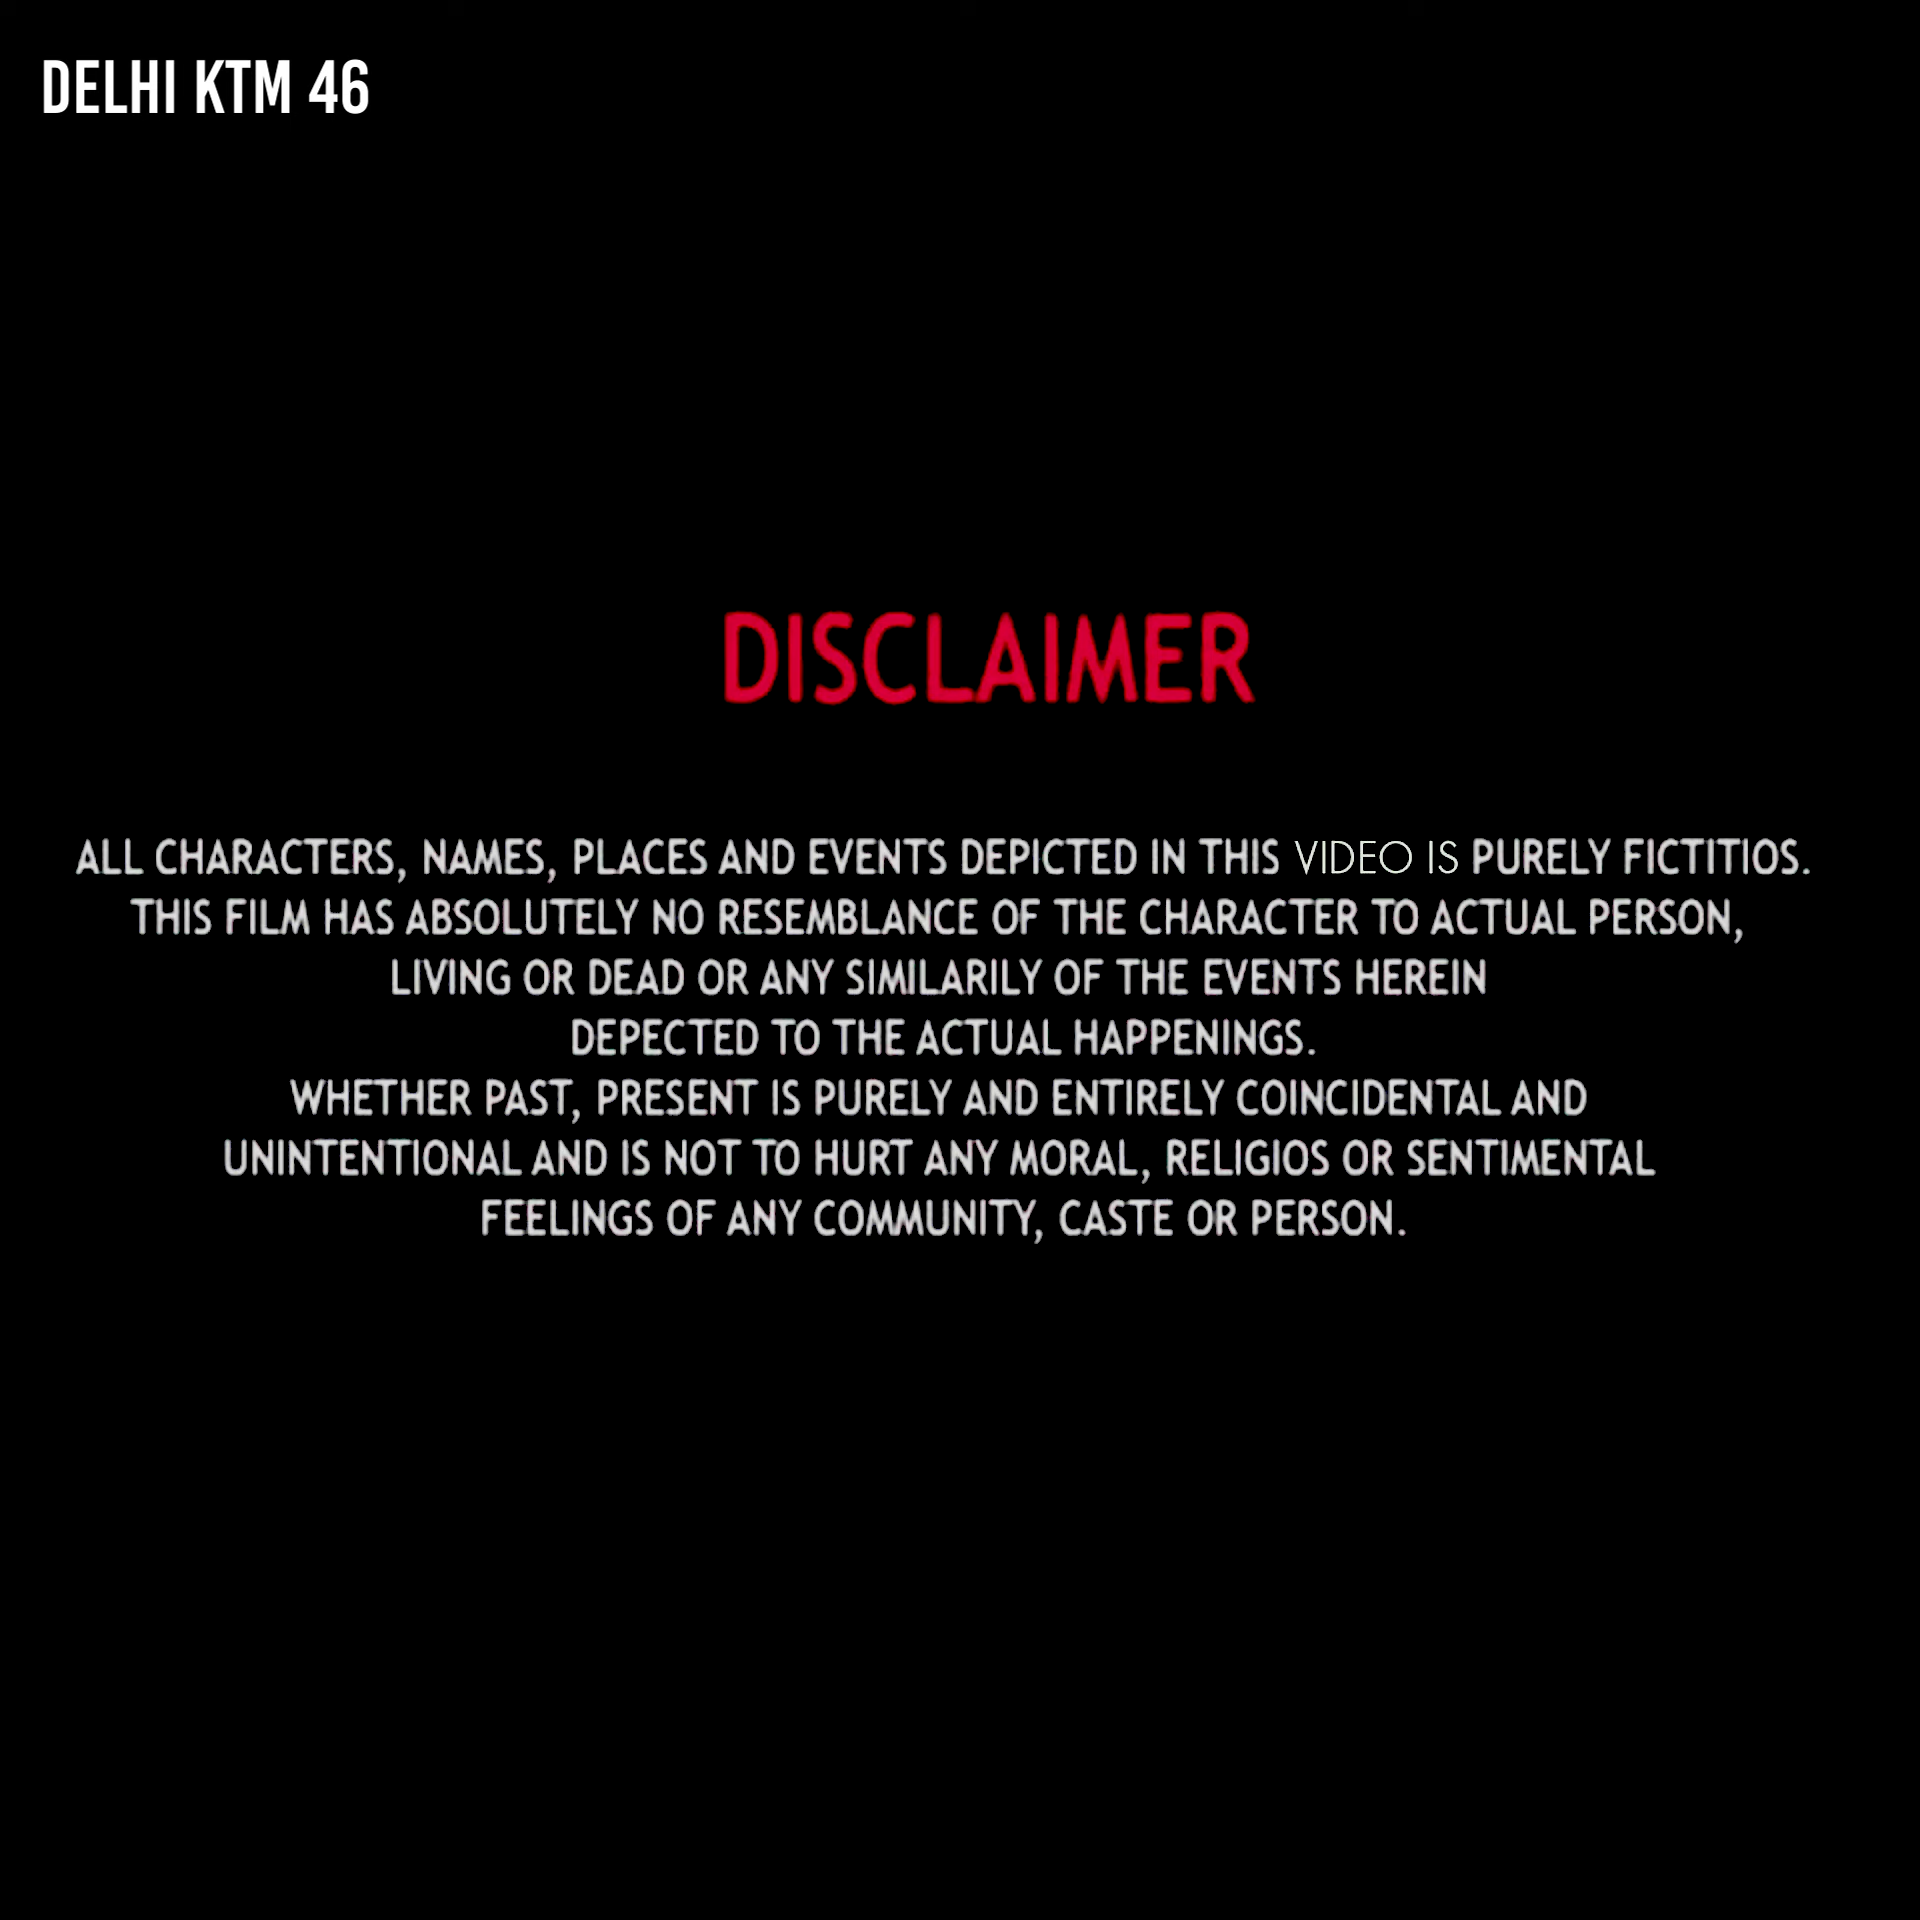 DELHI KTM 46
DISCLAIMER
ALL CHARACTERS, NAMES, PLACES AND EVENTS DEPICTED IN THIS VIDEO IS PURELY FICTITIOS.
THIS FILM HAS ABSOLUTELY NO RESEMBLANCE OF THE CHARACTER TO ACTUAL PERSON,
LIVING OR DEAD OR ANY SIMILARILY OF THE EVENTS HEREIN
DEPECTED TO THE ACTUAL HAPPENINGS.
WHETHER PAST, PRESENT IS PURELY AND ENTIRELY COINCIDENTAL AND
UNINTENTIONAL AND IS NOT TO HURT ANY MORAL, RELIGIOS OR SENTIMENTAL
FEELINGS OF ANY COMMUNITY, CASTE OR PERSON.